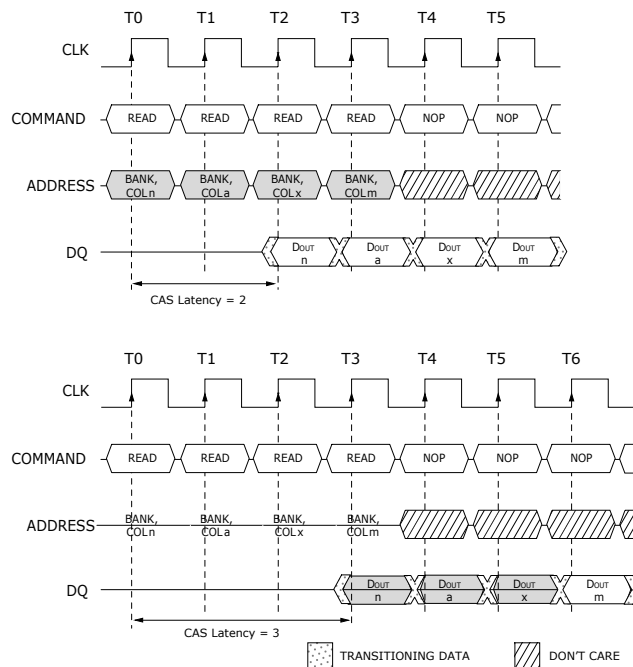 T0 T1 T2 T3 T4 T5
CLK
COMMAND READ READ READ READ NOP NOP
ADDRESS BANK, COLn BANK, COLa BANK, COLx BANK, COLm
DQ DOUT n DOUT a DOUT x DOUT m
CAS Latency = 2
T0 T1 T2 T3 T4 T5 T6
CLK
COMMAND READ READ READ READ NOP NOP NOP
ADDRESS BANK, COLn BANK, COLa BANK, COLx BANK, COLm
DQ DOUT n DOUT a DOUT x DOUT m
CAS Latency = 3
TRANSITIONING DATA DON'T CARE